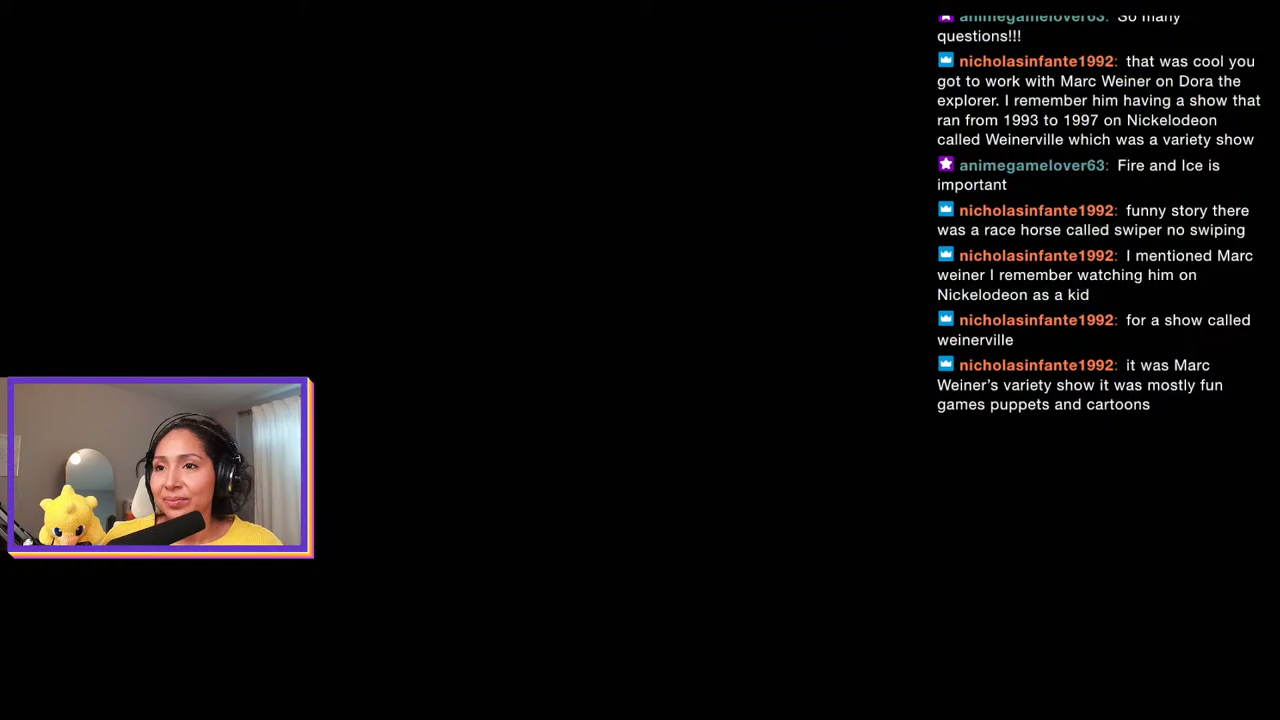 animegamelover63: So many
questions!!!
nicholasinfante1992: that was cool you
got to work with Marc Weiner on Dora the
explorer. I remember him having a show that
ran from 1993 to 1997 on Nickelodeon
called Weinerville which was a variety show
animegamelover63: Fire and Ice is
important
nicholasinfante1992: funny story there
was a race horse called swiper no swiping
nicholasinfante1992: I mentioned Marc
weiner I remember watching him on
Nickelodeon as a kid
nicholasinfante1992: for a show called
weinerville
nicholasinfante1992: it was Marc
Weiner’s variety show it was mostly fun
games puppets and cartoons